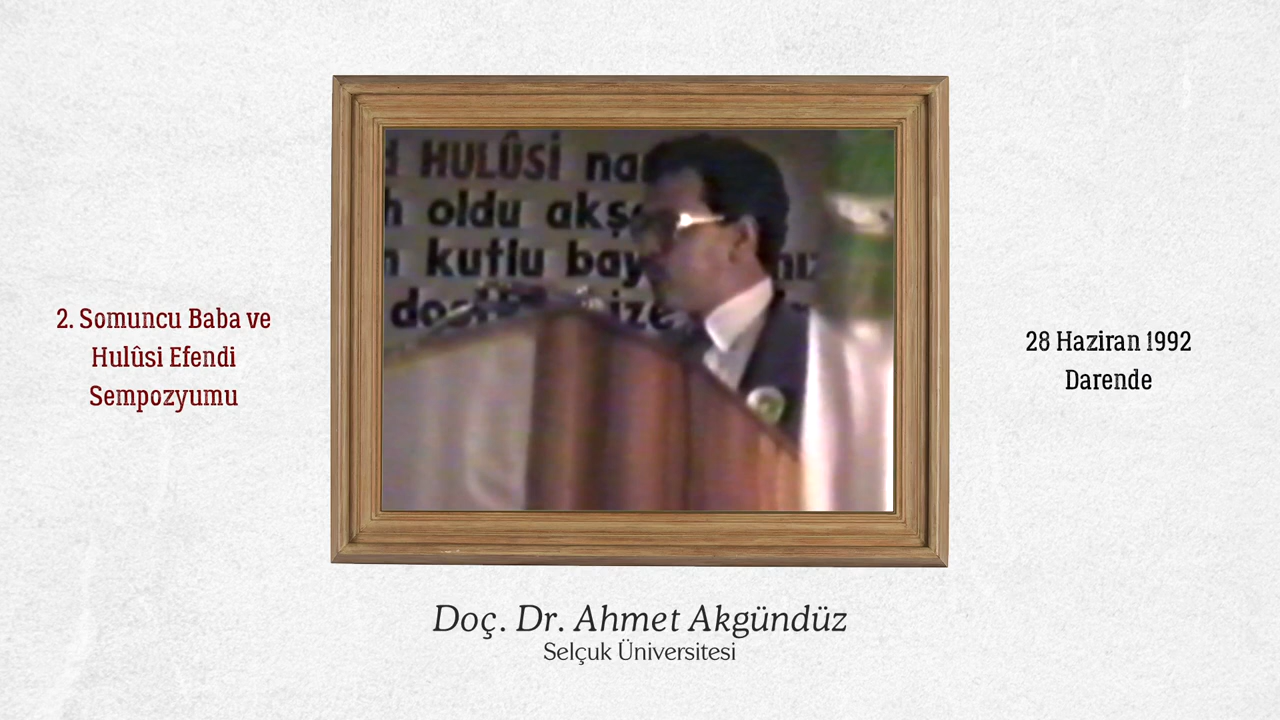 2. Somuncu Baba ve
Hulûsi Efendi
Sempozyumu
HULÛSİ
oldu
kutlu
28 Haziran 1992
Darende
Doç. Dr. Ahmet Akgündüz
Selçuk Üniversitesi